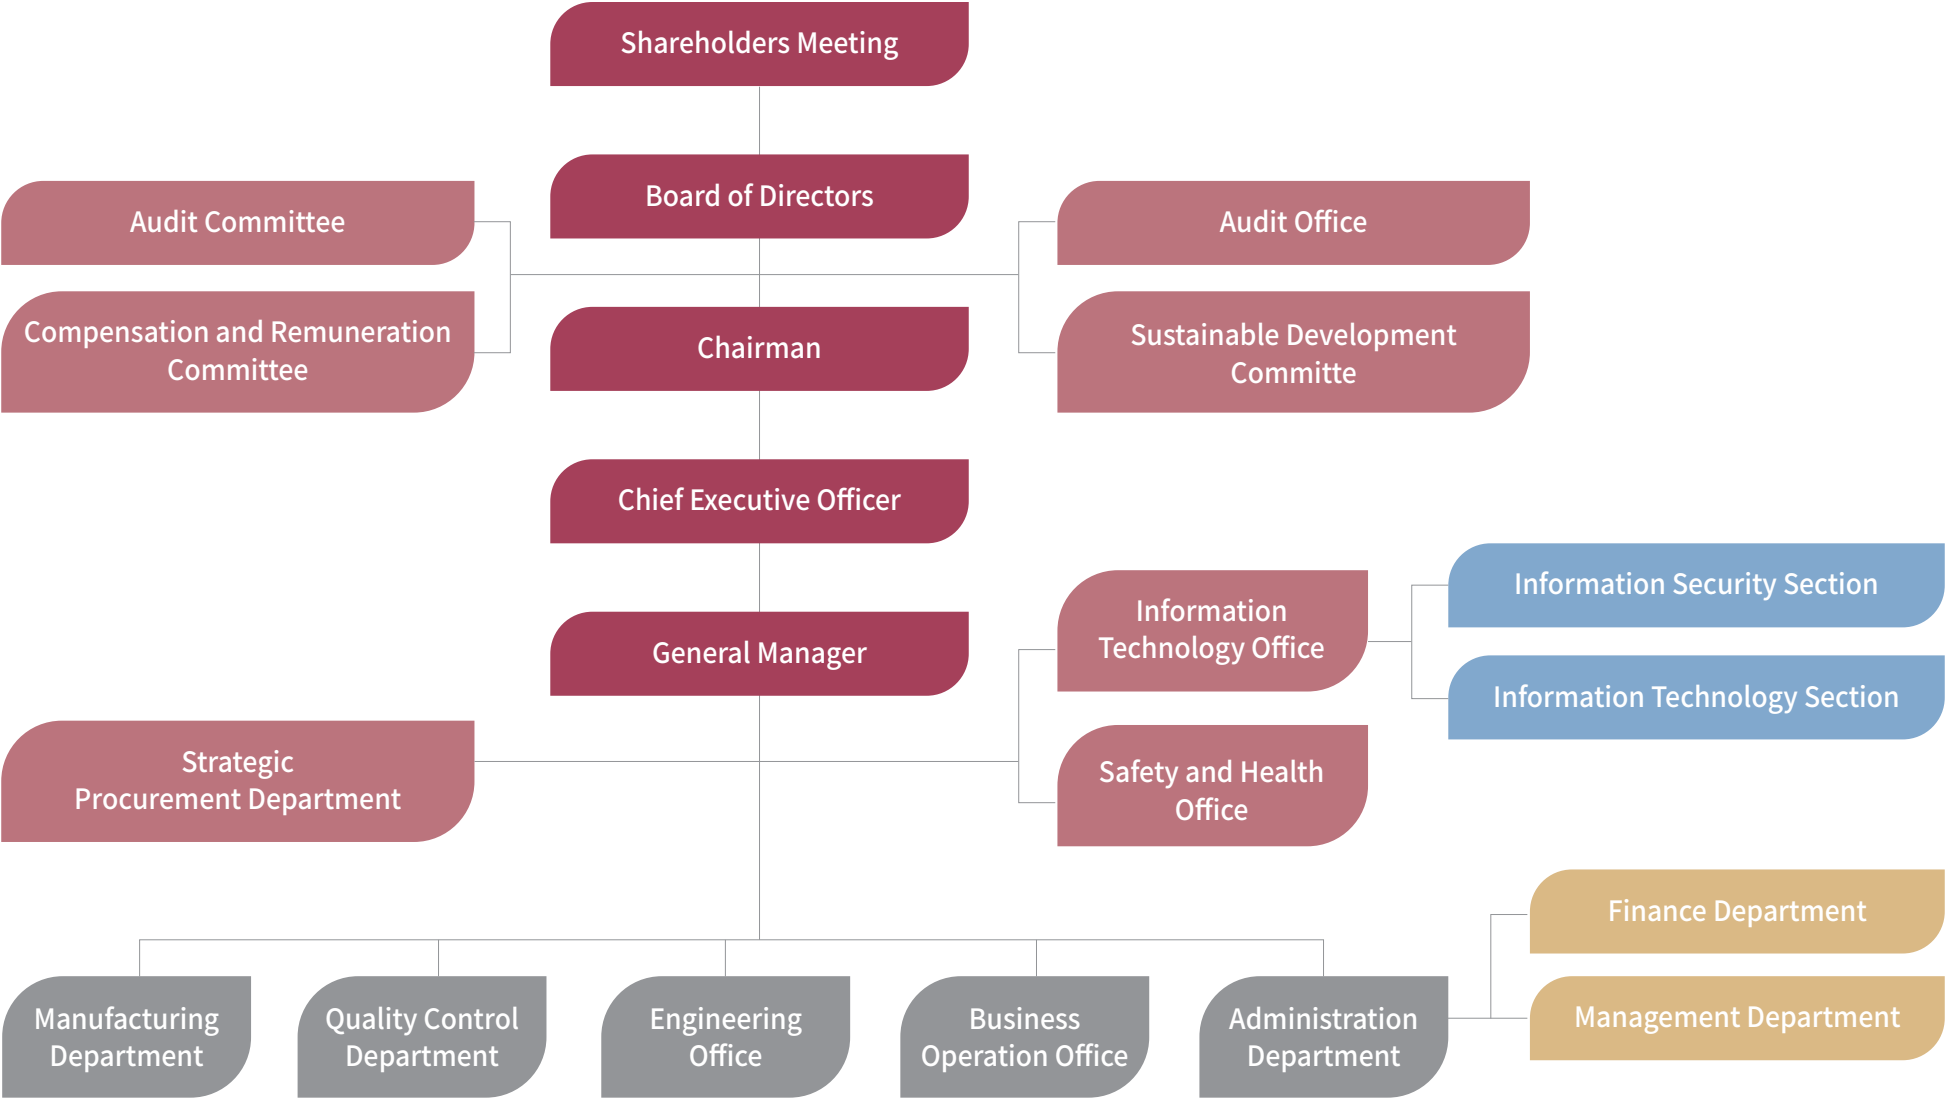 Shareholders Meeting
Board of Directors
Audit Committee
Audit Office
Compensation and Remuneration
Committee
Chairman
Sustainable Development
Committe
Chief Executive Officer
Information Security Section
Information
Technology Office
General Manager
Information Technology Section
Strategic
Procurement Department
Safety and Health
Office
Finance Department
Management Department
Manufacturing
Department
Quality Control
Department
Engineering
Office
Business
Operation Office
Administration
Department